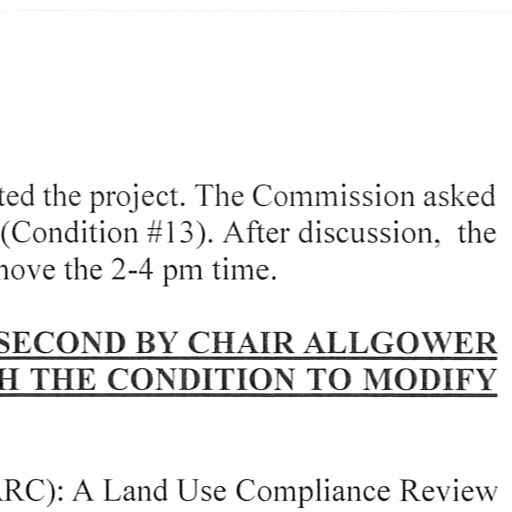 ted the project. The Commission asked
(Condition #13). After discussion, the
the 2-4 pm time.
SECOND BY CHAIR ALLGOWER
H THE CONDITION TO MODIFY
RC): A Land Use Compliance Review